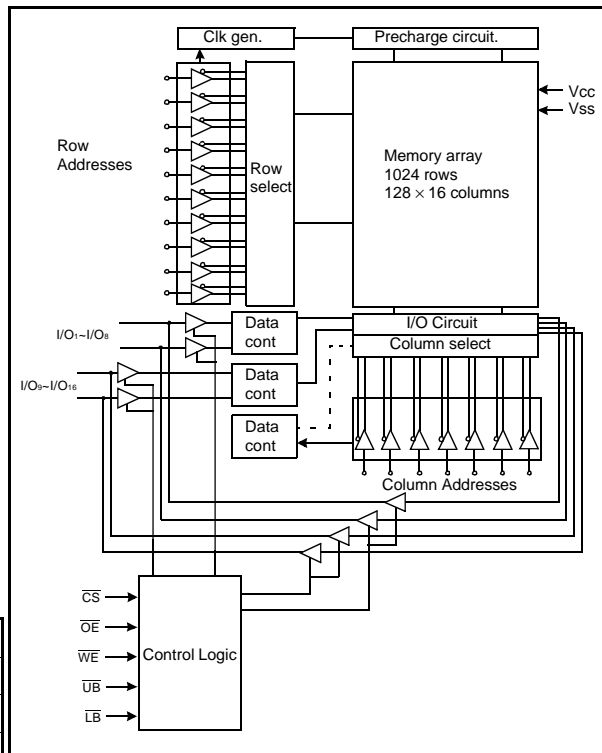 Clk gen.
Precharge circuit.
Vcc
Vss
Row
Addresses
Row
select
Memory array
1024 rows
128 × 16 columns
I/O1~I/O8
Data
cont
I/O Circuit
Column select
I/O9~I/O16
Data
cont
Data
cont
Column Addresses
CS
OE
WE
UB
LB
Control Logic